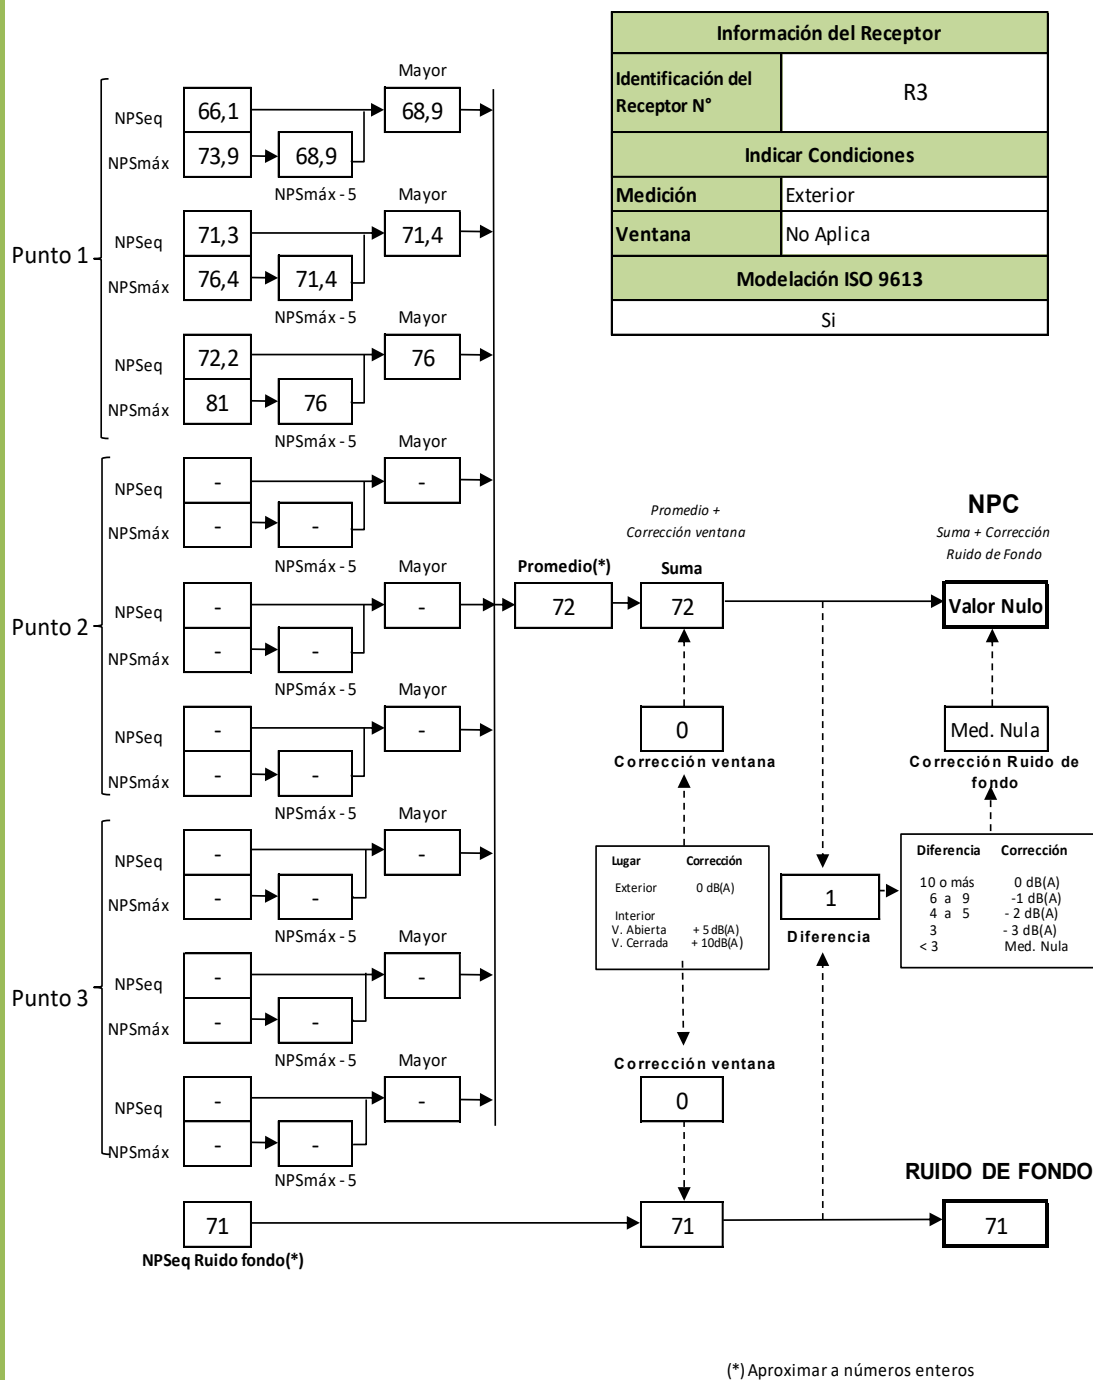 Información del Receptor
Identificación del
Receptor N°
R3
Indicar Condiciones
Medición
Exterior
Ventana
No Aplica
Modelación ISO 9613
Si
Punto 1
Mayor
NPSeq
66,1
68,9
NPSmáx
73,9
68,9
NPSmáx - 5
Mayor
NPSeq
71,3
71,4
NPSmáx
76,4
71,4
NPSmáx - 5
Mayor
NPSeq
72,2
76
NPSmáx
81
76
NPSmáx - 5
Punto 2
Mayor
NPSeq
-
-
NPSmáx
-
-
NPSmáx - 5
Mayor
NPSeq
-
-
NPSmáx
-
-
NPSmáx - 5
Mayor
NPSeq
-
-
NPSmáx
-
-
NPSmáx - 5
Punto 3
Mayor
NPSeq
-
-
NPSmáx
-
-
NPSmáx - 5
Mayor
NPSeq
-
-
NPSmáx
-
-
NPSmáx - 5
Mayor
NPSeq
-
-
NPSmáx
-
-
NPSmáx - 5
Promedio(*)
72
Promedio +
Corrección ventana
Suma
72
0
Corrección ventana
NPC
Suma + Corrección
Ruido de Fondo
Valor Nulo
Med. Nula
Corrección Ruido de
fondo
Lugar Corrección
Exterior 0 dB(A)
Interior
V. Abierta + 5 dB(A)
V. Cerrada + 10dB(A)
1
Diferencia
Diferencia Corrección
10 o más 0 dB(A)
6 a 9 -1 dB(A)
4 a 5 - 2 dB(A)
3 - 3 dB(A)
< 3 Med. Nula
Corrección ventana
0
RUIDO DE FONDO
71
71
71
NPSeq Ruido fondo(*)
(*) Aproximar a números enteros